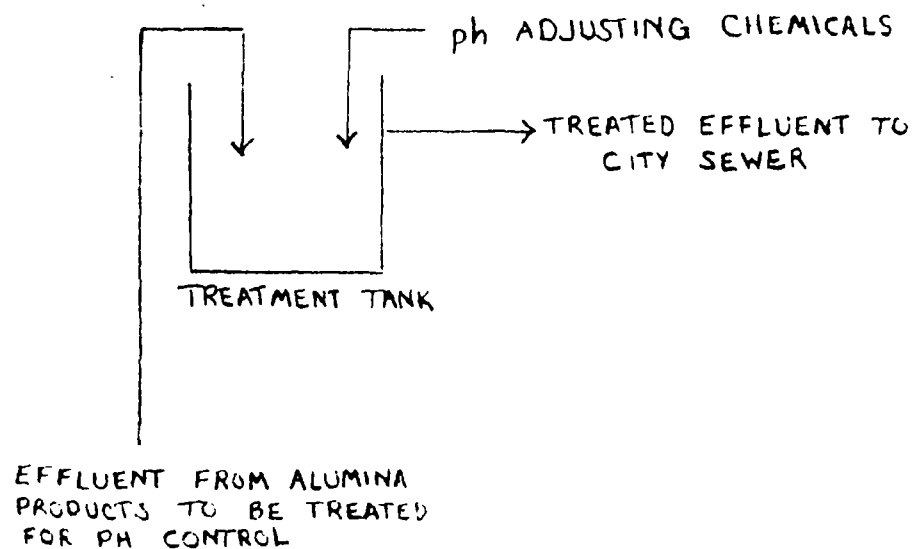 ph ADJUSTING CHEMICALS
TREATED EFFLUENT TO
CITY SEWER
TREATMENT TANK
EFFLUENT FROM ALUMINA
PRODUCTS TO BE TREATED
FOR PH CONTROL